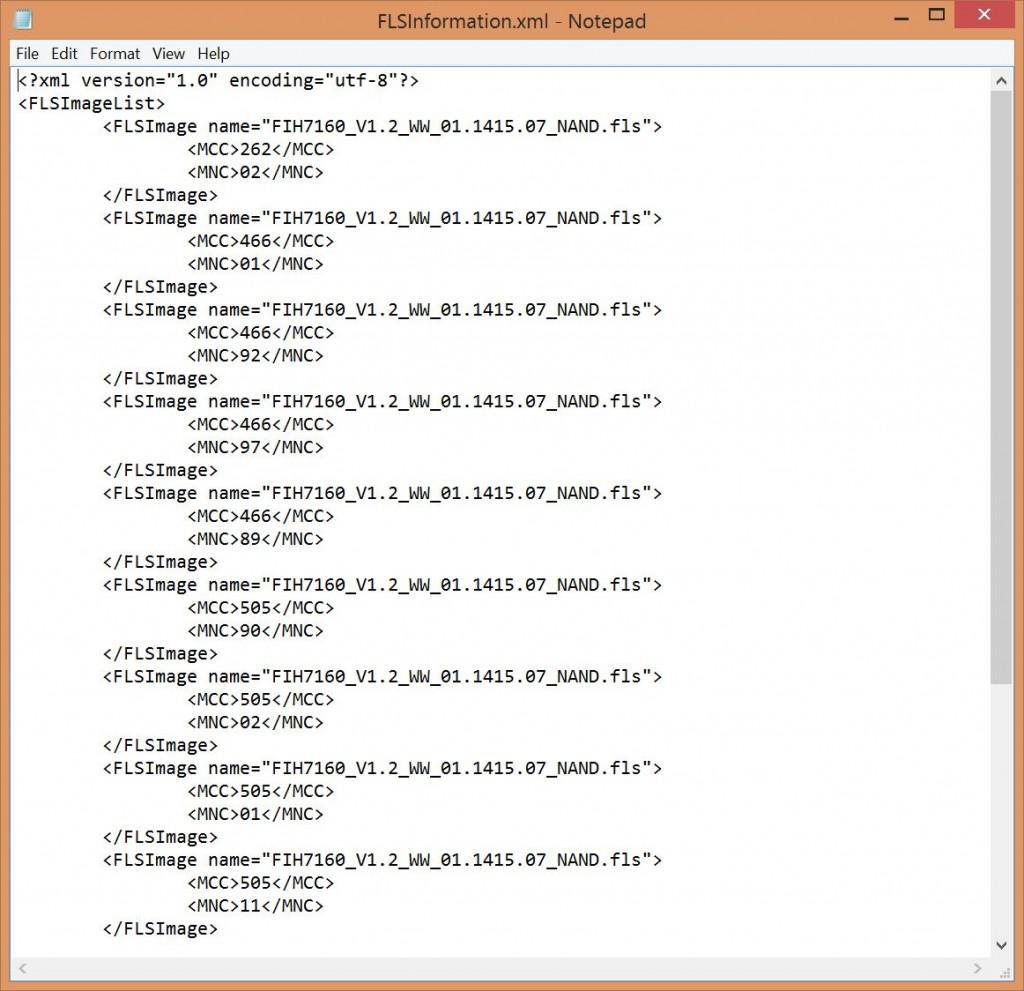 FLSInformation.xml - Notepad
File Edit Format View Help
<?xml version="1.0" encoding="utf-8"?>
<FLSImageList>
<FLSImage name="FIH7160_V1.2_WW_01.1415.07_NAND.fls">
<MCC>262</MCC>
<MNC>02</MNC>
</FLSImage>
<FLSImage name="FIH7160_V1.2_WW_01.1415.07_NAND.fls">
<MCC>466</MCC>
<MNC>01</MNC>
</FLSImage>
<FLSImage name="FIH7160_V1.2_WW_01.1415.07_NAND.fls">
<MCC>466</MCC>
<MNC>92</MNC>
</FLSImage>
<FLSImage name="FIH7160_V1.2_WW_01.1415.07_NAND.fls">
<MCC>466</MCC>
<MNC>97</MNC>
</FLSImage>
<FLSImage name="FIH7160_V1.2_WW_01.1415.07_NAND.fls">
<MCC>466</MCC>
<MNC>89</MNC>
</FLSImage>
<FLSImage name="FIH7160_V1.2_WW_01.1415.07_NAND.fls">
<MCC>505</MCC>
<MNC>90</MNC>
</FLSImage>
<FLSImage name="FIH7160_V1.2_WW_01.1415.07_NAND.fls">
<MCC>505</MCC>
<MNC>02</MNC>
</FLSImage>
<FLSImage name="FIH7160_V1.2_WW_01.1415.07_NAND.fls">
<MCC>505</MCC>
<MNC>01</MNC>
</FLSImage>
<FLSImage name="FIH7160_V1.2_WW_01.1415.07_NAND.fls">
<MCC>505</MCC>
<MNC>11</MNC>
</FLSImage>